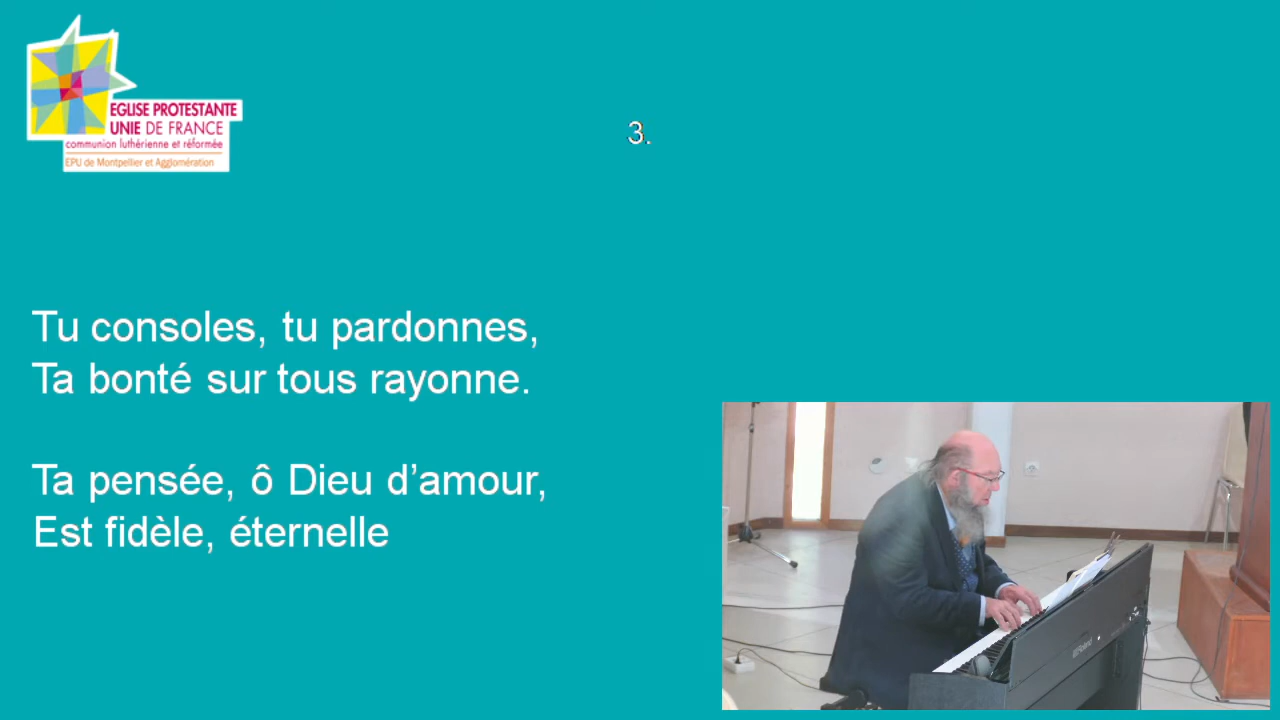 EGLISE PROTESTANTE
UNIE DE FRANCE
communion luthérienne et réformée
EPU de Montpellier et Agglomération
3.
Tu consoles, tu pardonnes,
Ta bonté sur tous rayonne.
Ta pensée, ô Dieu d’amour,
Est fidèle, éternelle
Roland